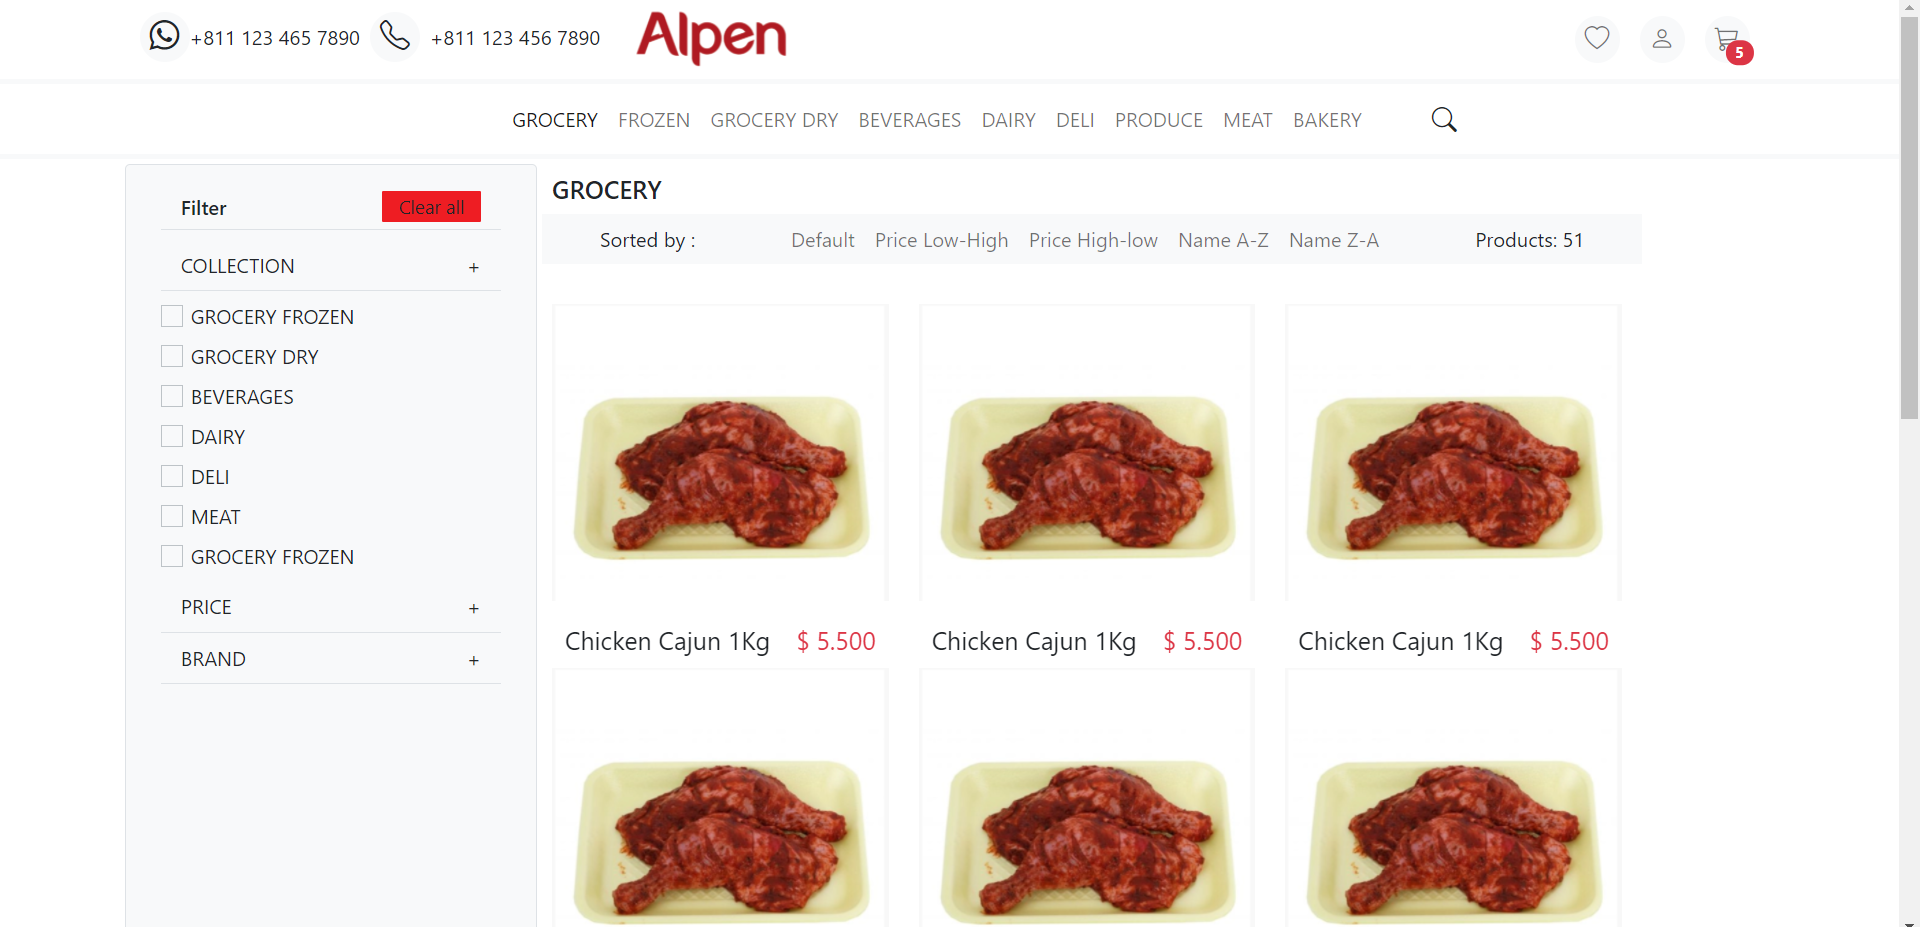 +811 123 465 7890 +811 123 456 7890 Alpen 5
GROCERY FROZEN GROCERY DRY BEVERAGES DAIRY DELI PRODUCE MEAT BAKERY
Filter Clear all
COLLECTION +
GROCERY FROZEN
GROCERY DRY
BEVERAGES
DAIRY
DELI
MEAT
GROCERY FROZEN
PRICE +
BRAND +
GROCERY
Sorted by : Default Price Low-High Price High-low Name A-Z Name Z-A Products: 51
Chicken Cajun 1Kg $ 5.500 Chicken Cajun 1Kg $ 5.500 Chicken Cajun 1Kg $ 5.500